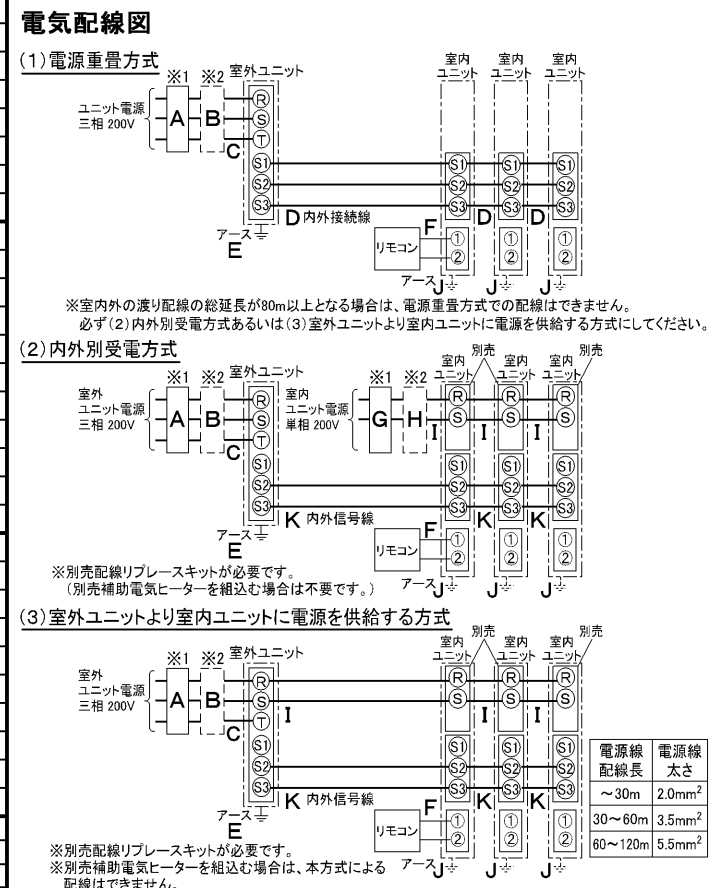 電気配線図
(1)電源重畳方式
※1 ※2 室外ユニット
室内ユニット 室内ユニット 室内ユニット
ユニット電源
三相 200V
A B C
R
S
T
S1 S1 S1 S1
S2 S2 S2 S2
S3 S3 S3 S3
D 内外接続線 D D
アース
E
リモコン F
① ① ①
② ② ②
アース J J J
※室内外の渡り配線の総延長が80m以上となる場合は、電源重畳方式での配線はできません。
必ず(2)内外別受電方式あるいは(3)室外ユニットより室内ユニットに電源を供給する方式にしてください。
(2)内外別受電方式
※1 ※2 室外ユニット
※1 ※2
室内ユニット 別売 室内ユニット 室内ユニット 別売
室外
ユニット電源
三相 200V
A B C
室内
ユニット電源
単相 200V
G H I I I
R R R R
S S S S
T
S1 S1 S1 S1
S2 S2 S2 S2
S3 S3 S3 S3
K 内外信号線 K K
アース
E
リモコン F
① ① ①
② ② ②
アース J J J
※別売配線リプレースキットが必要です。
(別売補助電気ヒーターを組込む場合は不要です。)
(3)室外ユニットより室内ユニットに電源を供給する方式
※1 ※2 室外ユニット
室内ユニット 別売 室内ユニット 室内ユニット 別売
室外
ユニット電源
三相 200V
A B C
R R R R
S S S S
T
I I I
S1 S1 S1 S1
S2 S2 S2 S2
S3 S3 S3 S3
K 内外信号線 K K
アース
E
リモコン F
① ① ①
② ② ②
アース J J J
電源線配線長 電源線太さ
～30m 2.0mm²
30～60m 3.5mm²
60～120m 5.5mm²
※別売配線リプレースキットが必要です。
※別売補助電気ヒーターを組込む場合は、本方式による
配線はできません。